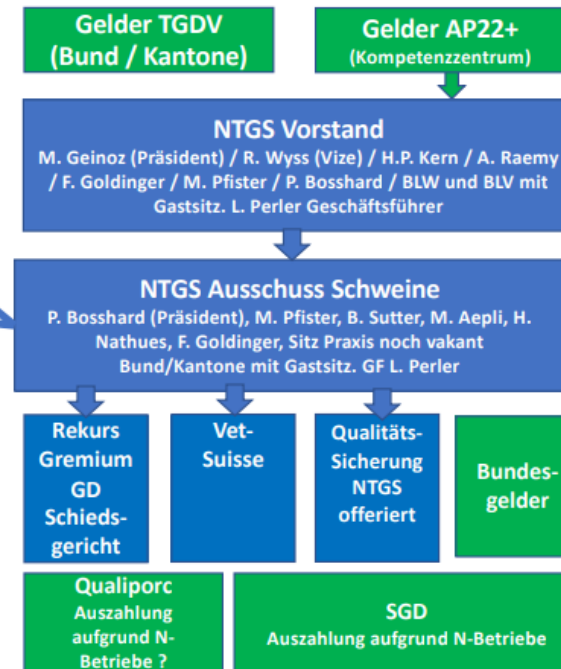 Gelder TGDV
(Bund / Kantone)
Gelder AP22+
(Kompetenzzentrum)
NTGS Vorstand
M. Geinoz (Präsident) / R. Wyss (Vize) / H.P. Kern / A. Raemy
/ F. Goldinger / M. Pfister / P. Bosshard / BLW und BLV mit
Gastsitz. L. Perler Geschäftsführer
NTGS Ausschuss Schweine
P. Bosshard (Präsident), M. Pfister, B. Sutter, M. Aepli, H.
Nathues, F. Goldinger, Sitz Praxis noch vakant
Bund/Kantone mit Gastsitz. GF L. Perler
Rekurs
Gremium
GD
Schieds-
gericht
Vet-
Suisse
Qualitäts-
Sicherung
NTGS
offeriert
Bundes-
gelder
Qualiporc
Auszahlung
aufgrund N-
Betriebe ?
SGD
Auszahlung aufgrund N-Betriebe